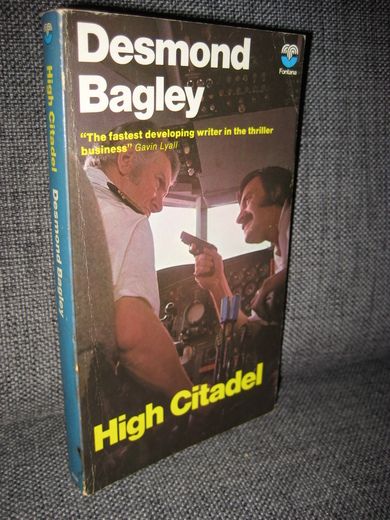 Desmond
Bagley
Fontana
"The fastest developing writer in the thriller
business" Gavin Lyall
High Citadel
High Citadel Desmond Bagley